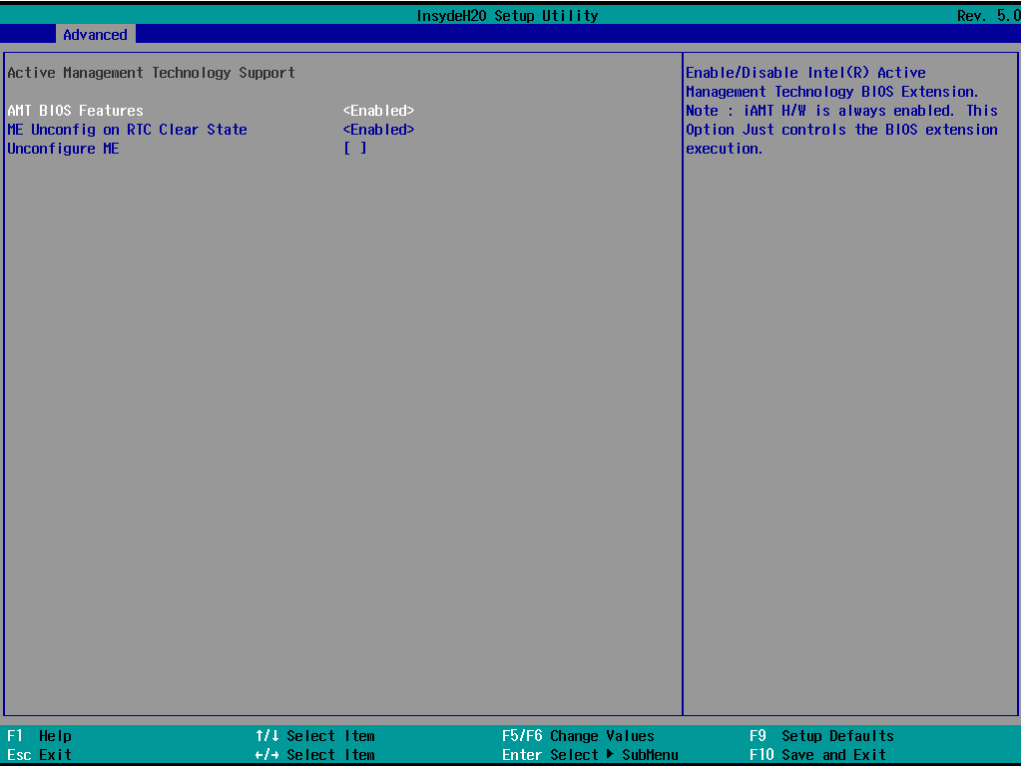 InsydeH20 Setup Utility Rev. 5.0
Advanced
Active Management Technology Support
AMT BIOS Features <Enabled>
ME Unconfig on RTC Clear State <Enabled>
Unconfigure ME [ ]
Enable/Disable Intel(R) Active
Management Technology BIOS Extension.
Note : iAMT H/W is always enabled. This
Option Just controls the BIOS extension
execution.
F1 Help ↑/↓ Select Item F5/F6 Change Values F9 Setup Defaults
Esc Exit ←/→ Select Item Enter Select ► SubMenu F10 Save and Exit